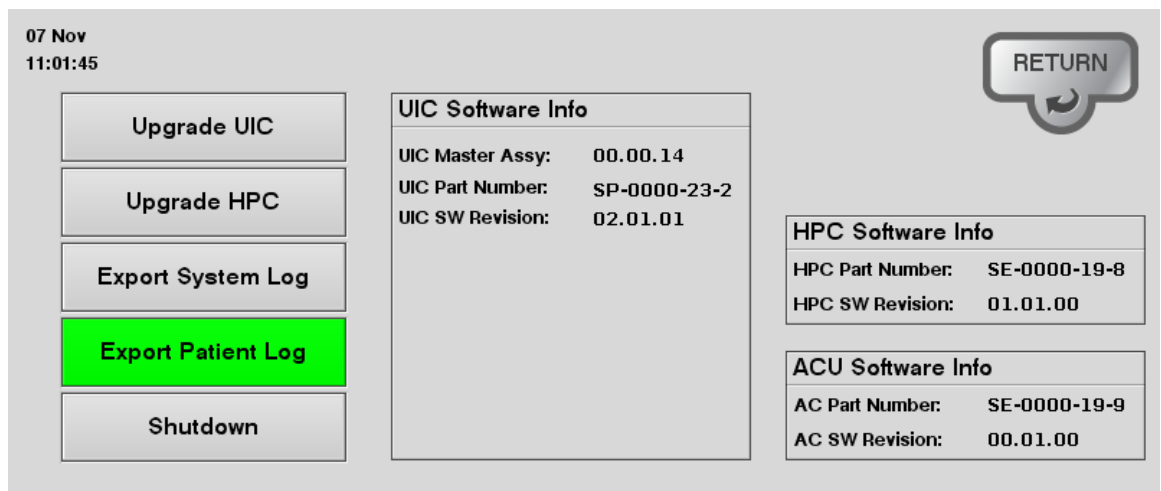 07 Nov
11:01:45
RETURN
Upgrade UIC
Upgrade HPC
Export System Log
Export Patient Log
Shutdown
UIC Software Info
UIC Master Assy: 00.00.14
UIC Part Number: SP-0000-23-2
UIC SW Revision: 02.01.01
HPC Software Info
HPC Part Number: SE-0000-19-8
HPC SW Revision: 01.01.00
ACU Software Info
AC Part Number: SE-0000-19-9
AC SW Revision: 00.01.00